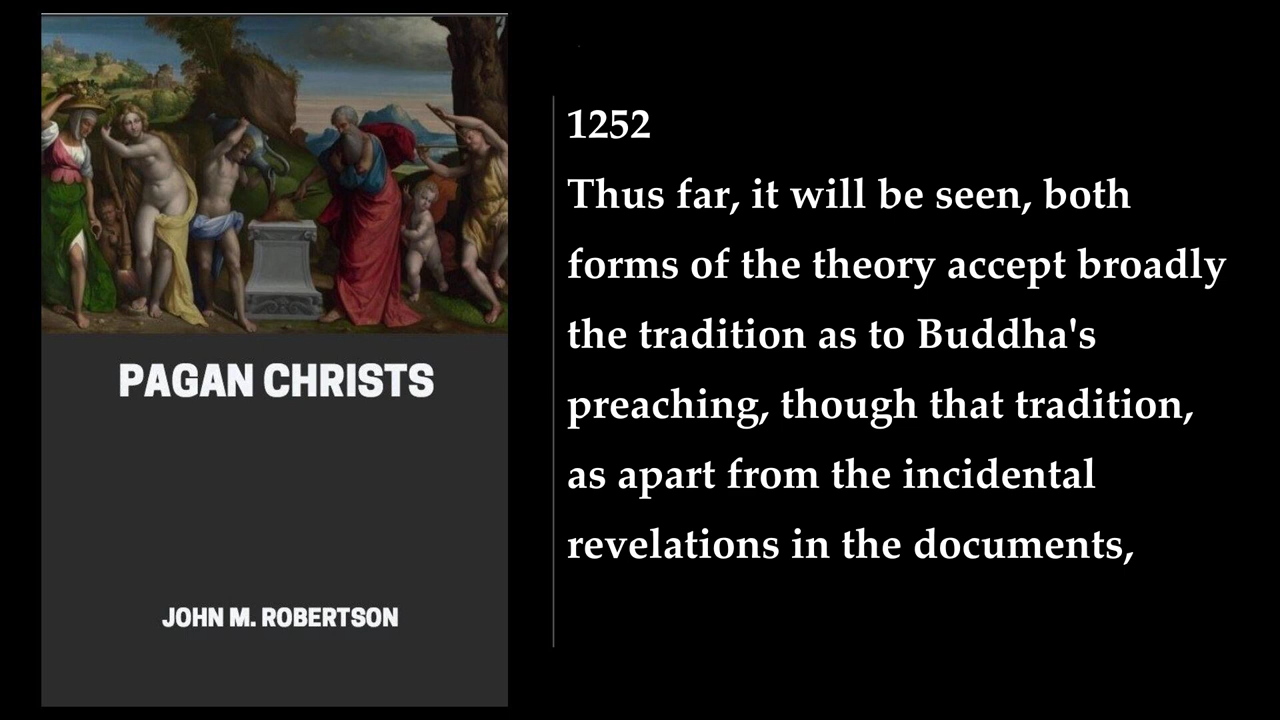 PAGAN CHRISTS
JOHN M. ROBERTSON
1252
Thus far, it will be seen, both
forms of the theory accept broadly
the tradition as to Buddha's
preaching, though that tradition,
as apart from the incidental
revelations in the documents,